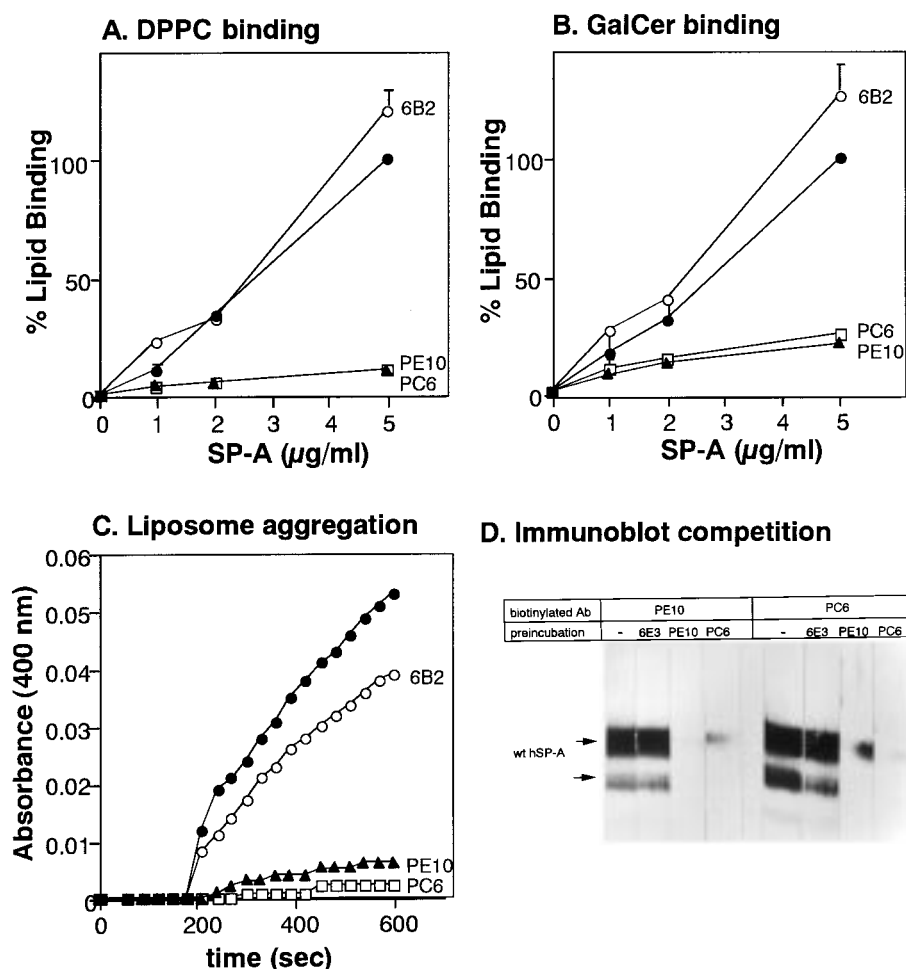 A. DPPC binding
% Lipid Binding
100
50
0
0 1 2 3 4 5
SP-A (µg/ml)
6B2
PE10
PC6
B. GalCer binding
% Lipid Binding
100
50
0
0 1 2 3 4 5
SP-A (µg/ml)
6B2
PC6
PE10
C. Liposome aggregation
Absorbance (400 nm)
0.06
0.05
0.04
0.03
0.02
0.01
0
0 200 400 600
time (sec)
6B2
PE10
PC6
D. Immunoblot competition
biotinylated Ab PE10 PC6
preincubation - 6E3 PE10 PC6 - 6E3 PE10 PC6
wt hSP-A